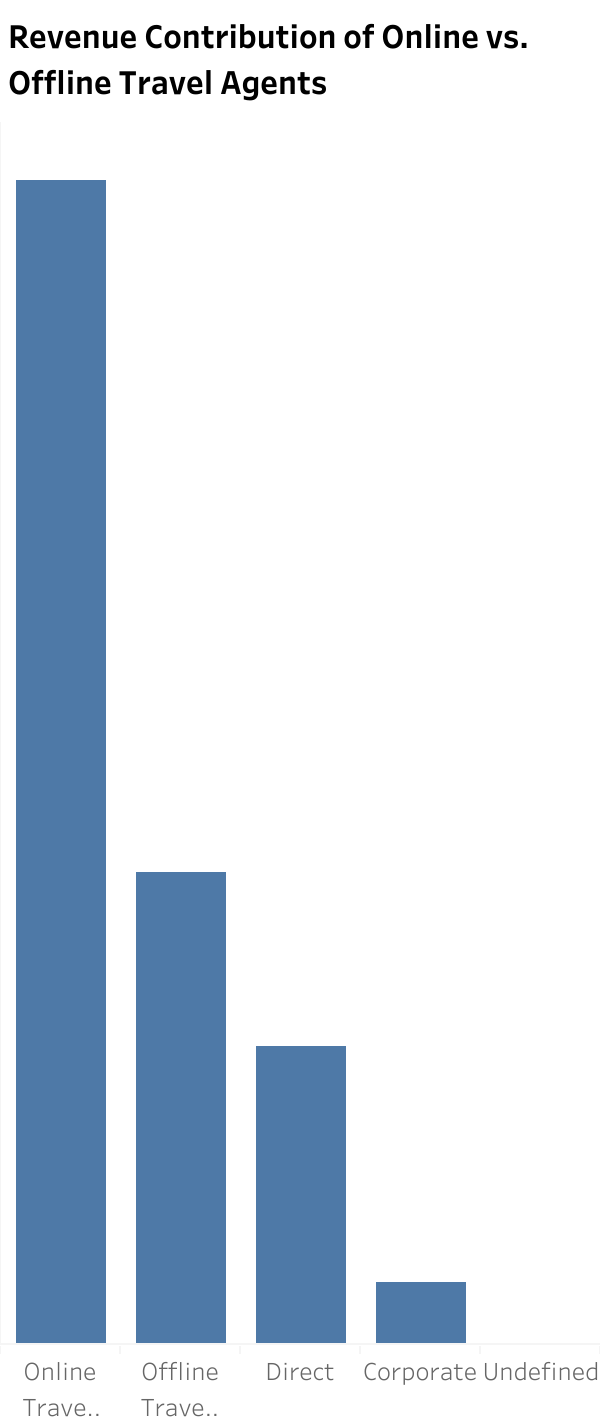 Revenue Contribution of Online vs.
Offline Travel Agents
Online Offline Direct Corporate Undefined
Trave.. Trave..